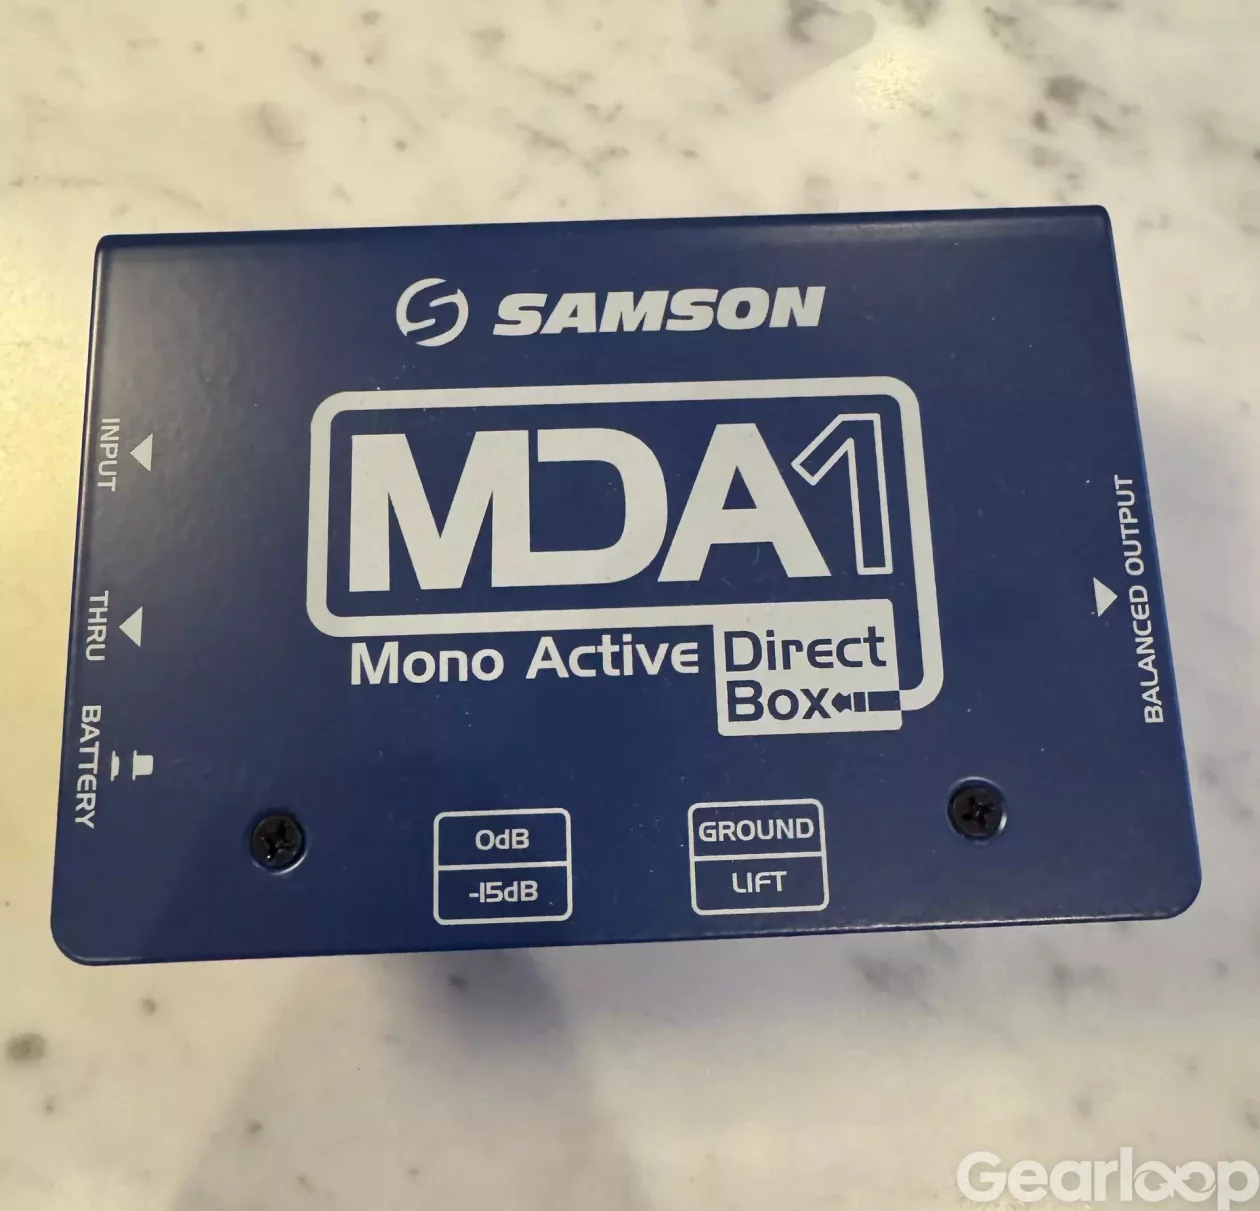 SAMSON
MDA1
Mono Active Direct Box
INPUT
THRU
BATTERY
BALANCED OUTPUT
0dB
-15dB
GROUND
LIFT
Gearloop